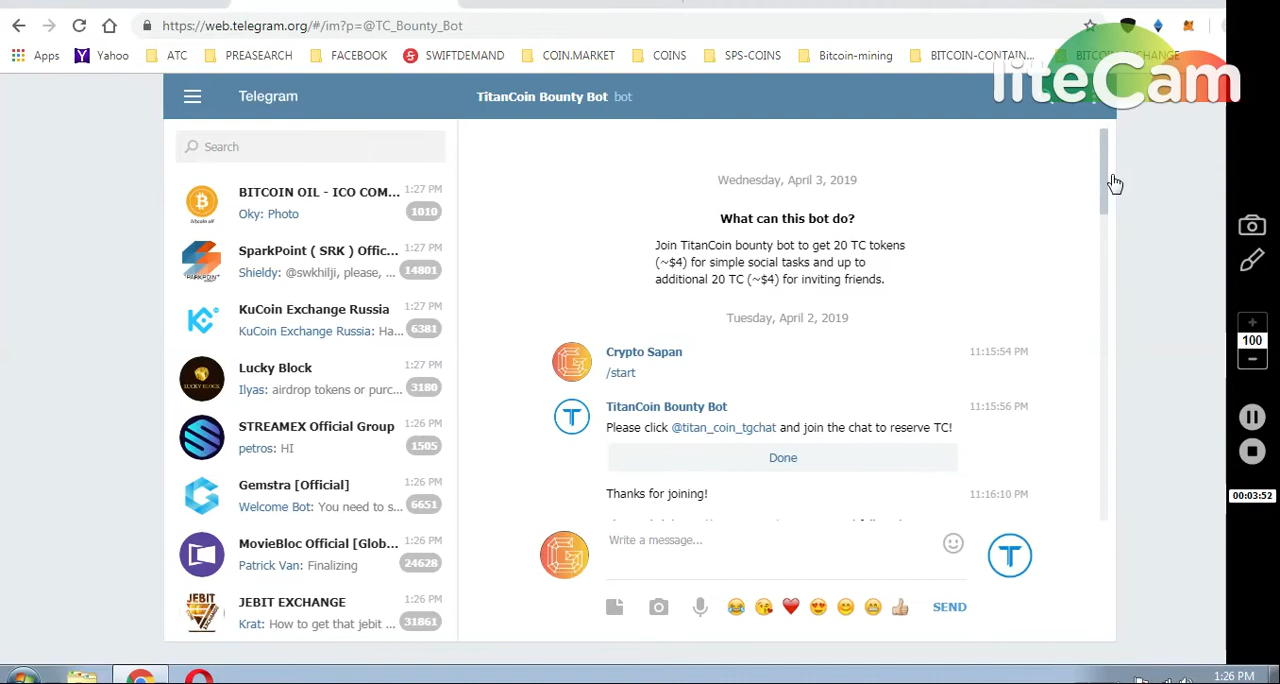 https://web.telegram.org/#/im?p=@TC_Bounty_Bot
Apps Yahoo ATC PREASEARCH FACEBOOK SWIFTDEMAND COIN.MARKET COINS SPS-COINS Bitcoin-mining BITCOIN-CONTAIN... BITCOIN EXCHANGE
liteCam
Telegram
TitanCoin Bounty Bot bot
Search
BITCOIN OIL - ICO COM... 1:27 PM
Oky: Photo 1010
SparkPoint ( SRK ) Offic... 1:27 PM
Shieldy: @swkhilji, please, ... 14801
KuCoin Exchange Russia 1:27 PM
KuCoin Exchange Russia: Ha... 6381
Lucky Block 1:27 PM
Ilyas: airdrop tokens or purc... 3180
STREAMEX Official Group 1:26 PM
petros: HI 1505
Gemstra [Official] 1:26 PM
Welcome Bot: You need to s... 6651
MovieBloc Official [Glob... 1:26 PM
Patrick Van: Finalizing 24628
JEBIT EXCHANGE 1:26 PM
Krat: How to get that jebit ... 31861
Wednesday, April 3, 2019
What can this bot do?
Join TitanCoin bounty bot to get 20 TC tokens
(~$4) for simple social tasks and up to
additional 20 TC (~$4) for inviting friends.
Tuesday, April 2, 2019
Crypto Sapan 11:15:54 PM
/start
TitanCoin Bounty Bot 11:15:56 PM
Please click @titan_coin_tgchat and join the chat to reserve TC!
Done
Thanks for joining! 11:16:10 PM
Write a message...
SEND
100
00:03:52
1:26 PM